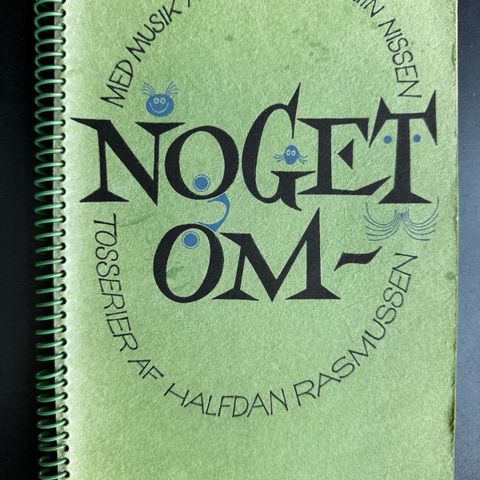 MED MUSIK
NISSEN
NOGET
OM-
TOSSERIER AF HALFDAN RASMUSSEN